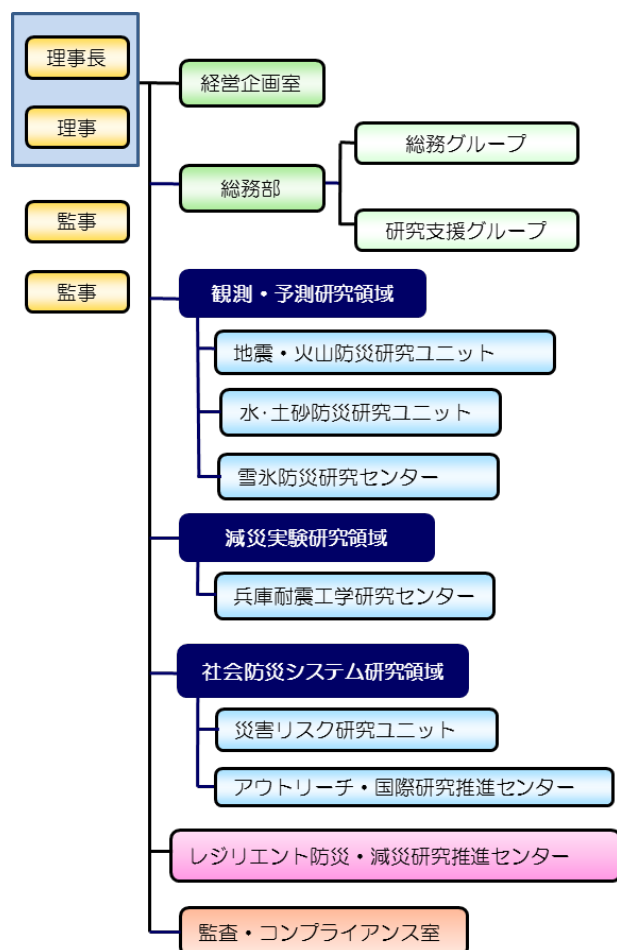 理事長
理事
監事
監事
経営企画室
総務部
総務グループ
研究支援グループ
観測・予測研究領域
地震・火山防災研究ユニット
水・土砂防災研究ユニット
雪氷防災研究センター
減災実験研究領域
兵庫耐震工学研究センター
社会防災システム研究領域
災害リスク研究ユニット
アウトリーチ・国際研究推進センター
レジリエント防災・減災研究推進センター
監査・コンプライアンス室